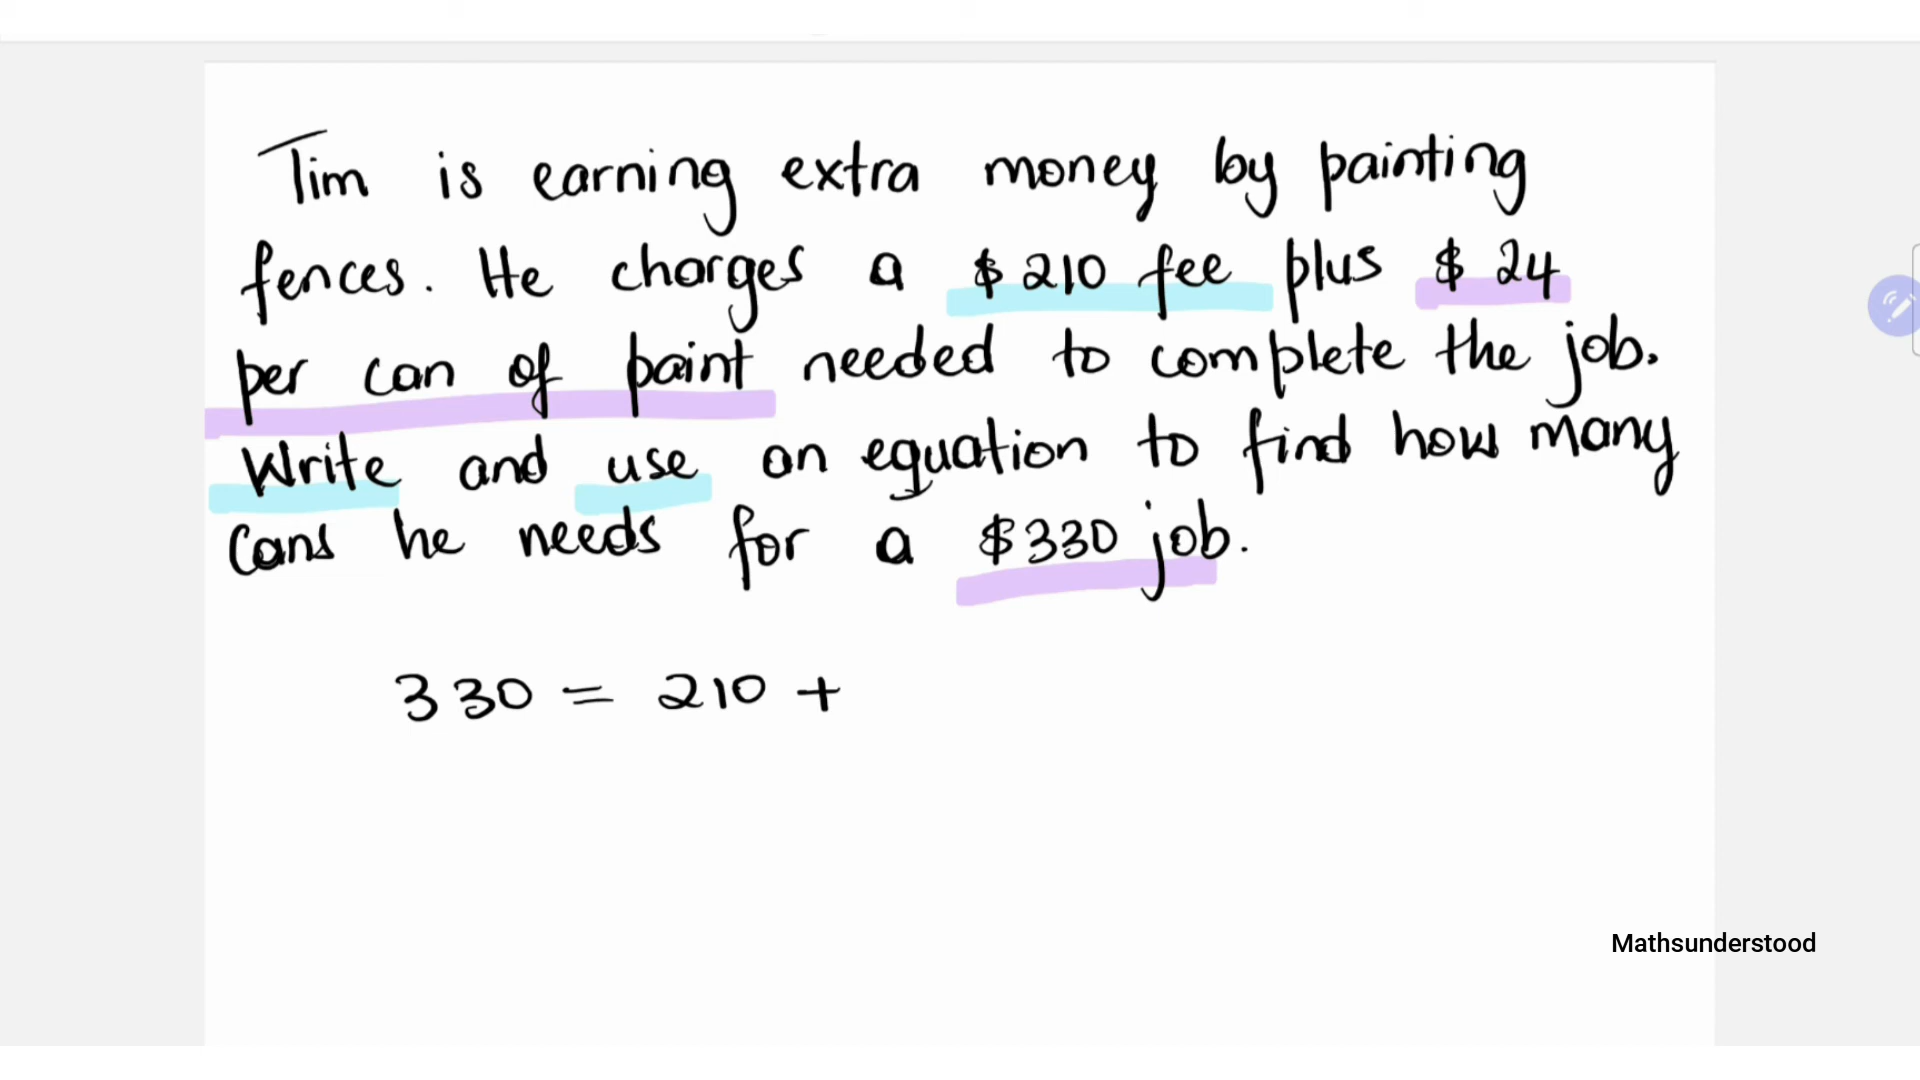 Tim is earning extra money by painting
fences. He charges a $210 fee plus $24
per can of paint needed to complete the job.
Write and use an equation to find how many
cans he needs for a $330 job.
330 = 210 +
Mathsunderstood